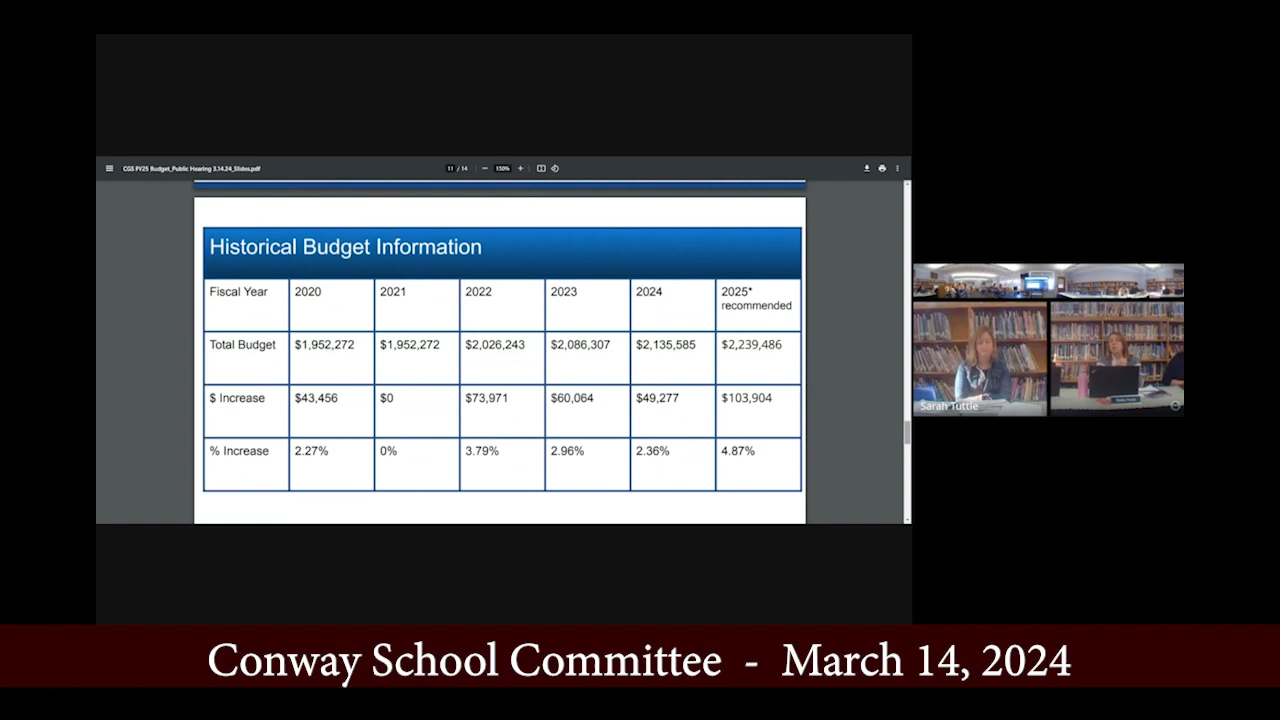 CGS FY25 Budget_Public Hearing 3.14.24_Slides.pdf
11 / 14
150%
Historical Budget Information
Fiscal Year 2020 2021 2022 2023 2024 2025* recommended
Total Budget $1,952,272 $1,952,272 $2,026,243 $2,086,307 $2,135,585 $2,239,486
$ Increase $43,456 $0 $73,971 $60,064 $49,277 $103,904
% Increase 2.27% 0% 3.79% 2.96% 2.36% 4.87%
Sarah Tuttle
Conway School Committee - March 14, 2024